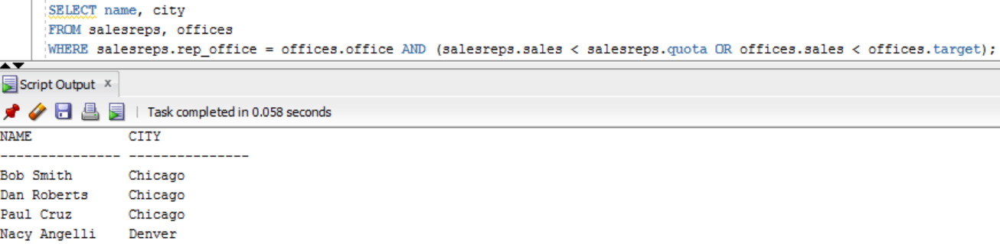 SELECT name, city
FROM salesreps, offices
WHERE salesreps.rep_office = offices.office AND (salesreps.sales < salesreps.quota OR offices.sales < offices.target);
Script Output x
Task completed in 0.058 seconds
NAME CITY
--------------- ---------------
Bob Smith Chicago
Dan Roberts Chicago
Paul Cruz Chicago
Nacy Angelli Denver